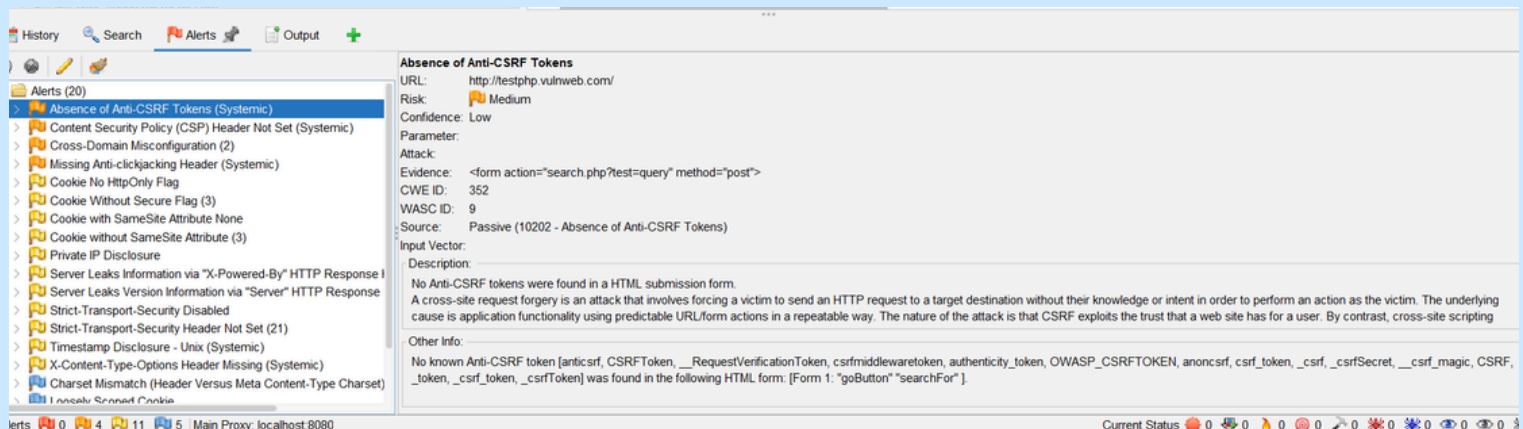 History Search Alerts Output
Alerts (20)
Absence of Anti-CSRF Tokens (Systemic)
Content Security Policy (CSP) Header Not Set (Systemic)
Cross-Domain Misconfiguration (2)
Missing Anti-clickjacking Header (Systemic)
Cookie No HttpOnly Flag
Cookie Without Secure Flag (3)
Cookie with SameSite Attribute None
Cookie without SameSite Attribute (3)
Private IP Disclosure
Server Leaks Information via "X-Powered-By" HTTP Response
Server Leaks Version Information via "Server" HTTP Response
Strict-Transport-Security Disabled
Strict-Transport-Security Header Not Set (21)
Timestamp Disclosure - Unix (Systemic)
X-Content-Type-Options Header Missing (Systemic)
Charset Mismatch (Header Versus Meta Content-Type Charset)
Loosely Scoped Cookie
Absence of Anti-CSRF Tokens
URL: http://testphp.vulnweb.com/
Risk: Medium
Confidence: Low
Parameter:
Attack:
Evidence: <form action="search.php?test=query" method="post">
CWE ID: 352
WASC ID: 9
Source: Passive (10202 - Absence of Anti-CSRF Tokens)
Input Vector:
Description:
No Anti-CSRF tokens were found in a HTML submission form.
A cross-site request forgery is an attack that involves forcing a victim to send an HTTP request to a target destination without their knowledge or intent in order to perform an action as the victim. The underlying
cause is application functionality using predictable URL/form actions in a repeatable way. The nature of the attack is that CSRF exploits the trust that a web site has for a user. By contrast, cross-site scripting
Other Info:
No known Anti-CSRF token [anticsrf, CSRFToken, __RequestVerificationToken, csrfmiddlewaretoken, authenticity_token, OWASP_CSRFTOKEN, anoncsrf, csrf_token, _csrf, _csrfSecret, __csrf_magic, CSRF,
_token, _csrf_token, _csrfToken] was found in the following HTML form: [Form 1: "goButton" "searchFor" ].
0 4 11 5 Main Proxy: localhost:8080
Current Status 0 0 0 0 0 0 0 0 0